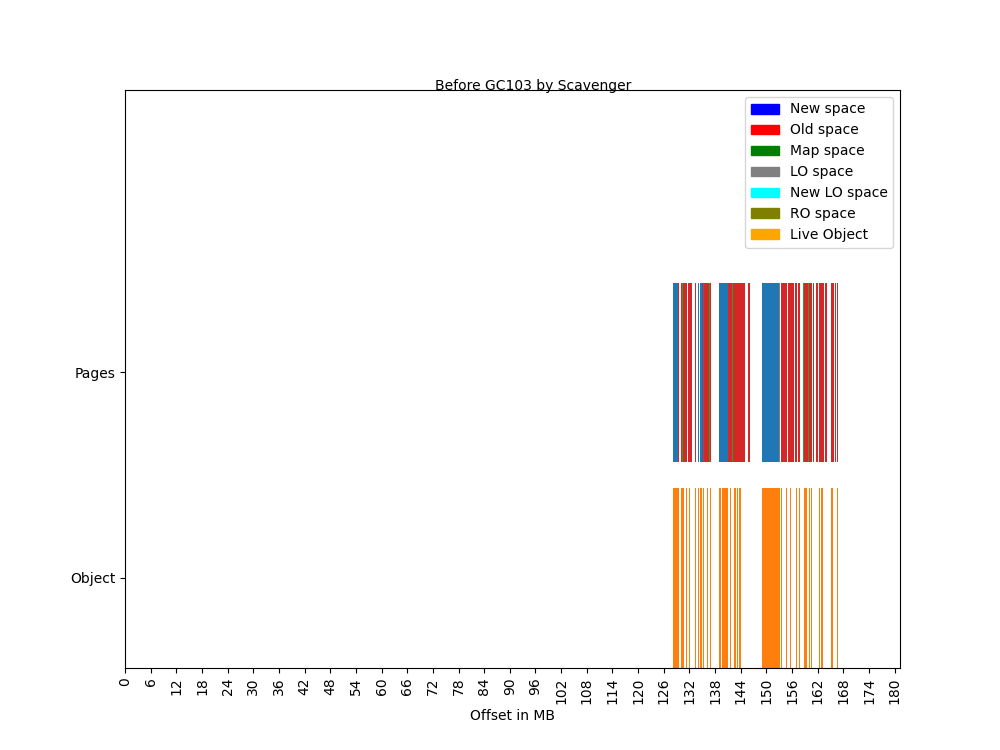 Before GC103 by Scavenger
New space
Old space
Map space
LO space
New LO space
RO space
Live Object
Pages
Object
0 6 12 18 24 30 36 42 48 54 60 66 72 78 84 90 96 102 108 114 120 126 132 138 144 150 156 162 168 174 180
Offset in MB